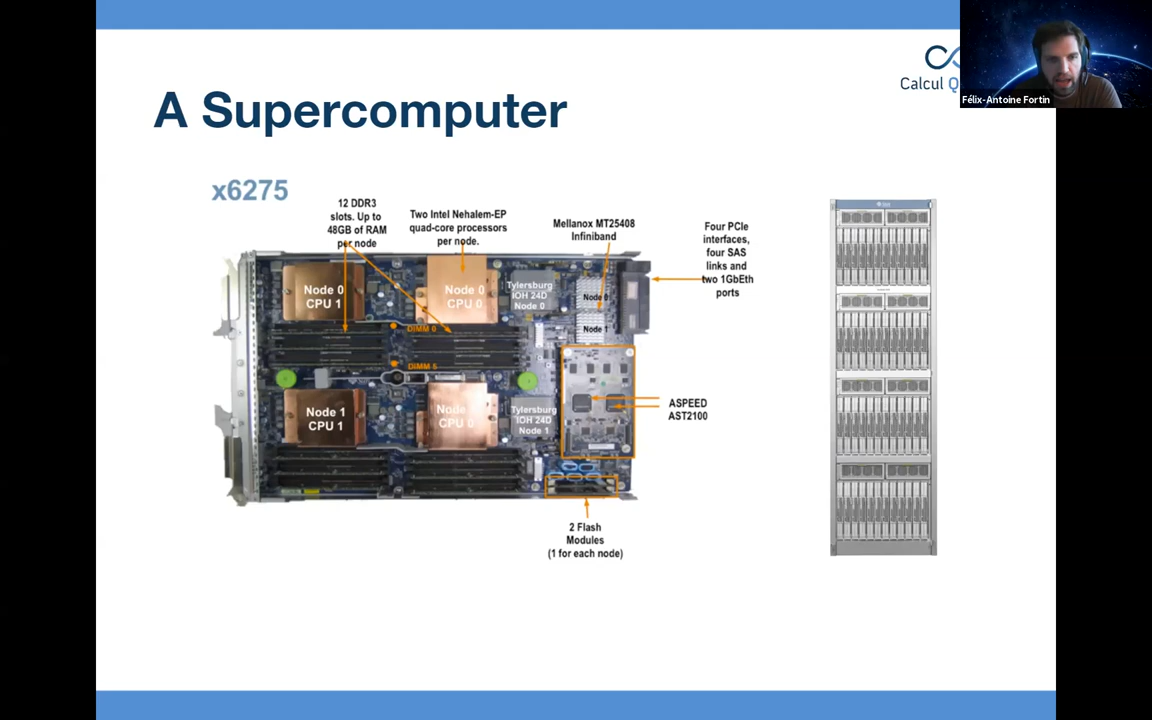 Calcul Q
Félix-Antoine Fortin
A Supercomputer
x6275
12 DDR3
slots. Up to
48GB of RAM
per node
Two Intel Nehalem-EP
quad-core processors
per node.
Mellanox MT25408
Infiniband
Four PCIe
interfaces,
four SAS
links and
two 1GbEth
ports
Node 0
CPU 1
Node 0
CPU 0
Tylersburg
IOH 24D
Node 0
Node 0
Node 1
DIMM 0
DIMM 5
Node 1
CPU 1
Node
CPU 0
Tylersburg
IOH 24D
Node 1
ASPEED
AST2100
2 Flash
Modules
(1 for each node)